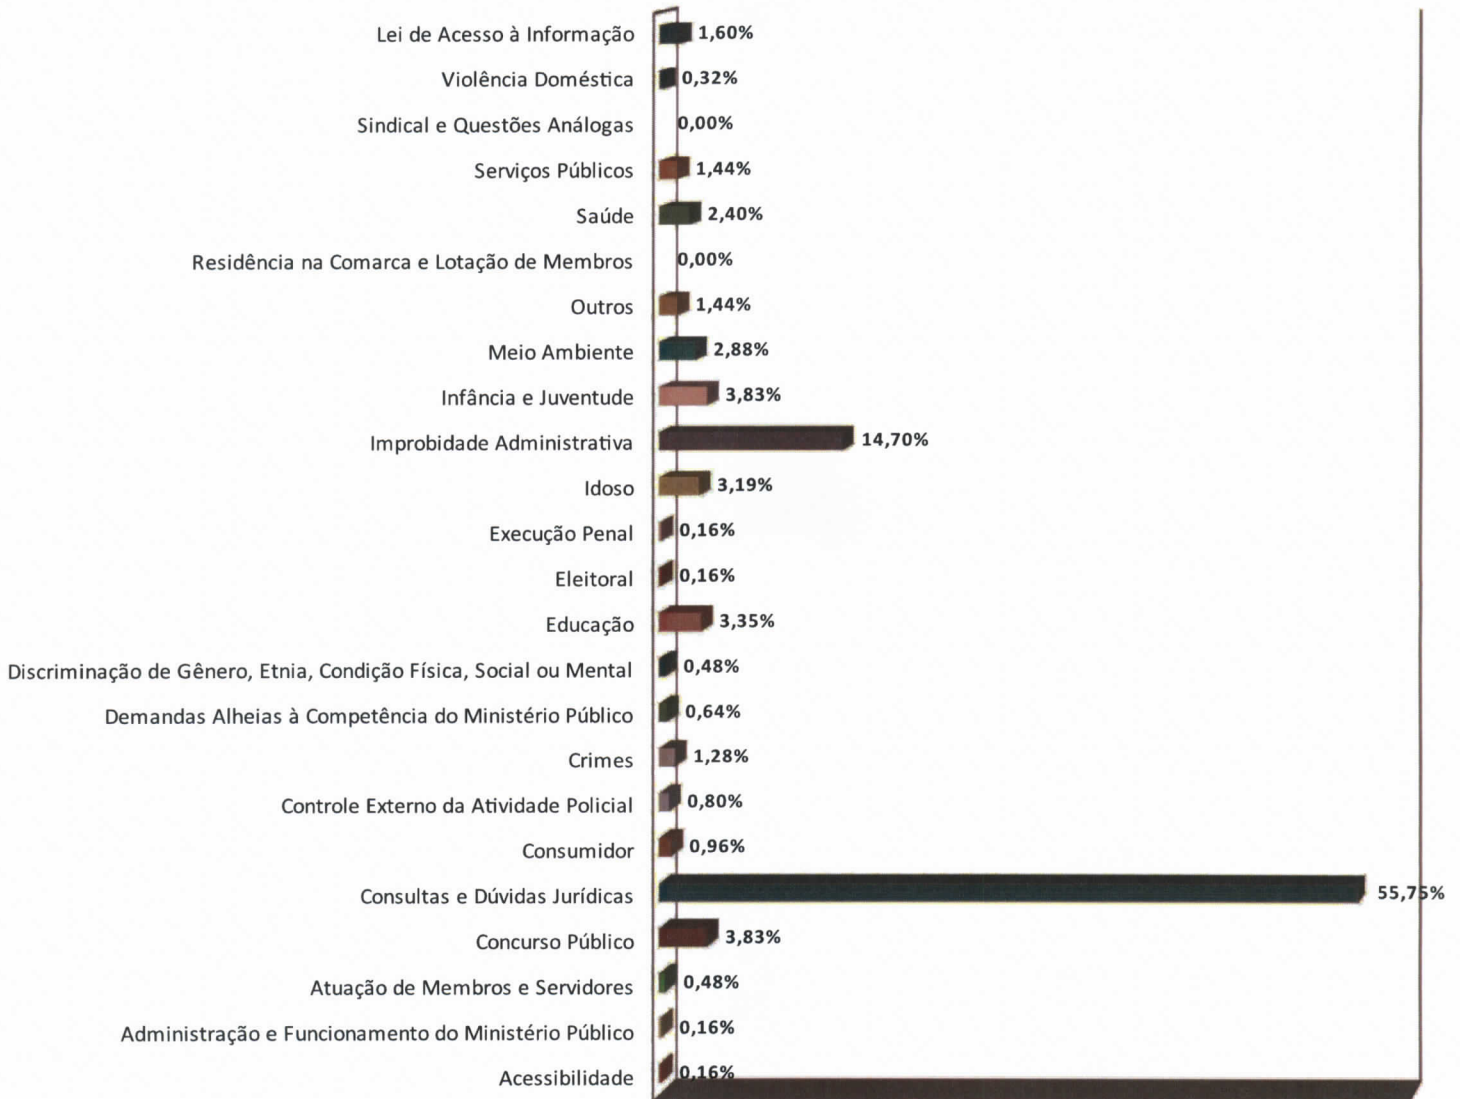 Lei de Acesso à Informação 1,60%
Violência Doméstica 0,32%
Sindical e Questões Análogas 0,00%
Serviços Públicos 1,44%
Saúde 2,40%
Residência na Comarca e Lotação de Membros 0,00%
Outros 1,44%
Meio Ambiente 2,88%
Infância e Juventude 3,83%
Improbidade Administrativa 14,70%
Idoso 3,19%
Execução Penal 0,16%
Eleitoral 0,16%
Educação 3,35%
Discriminação de Gênero, Etnia, Condição Física, Social ou Mental 0,48%
Demandas Alheias à Competência do Ministério Público 0,64%
Crimes 1,28%
Controle Externo da Atividade Policial 0,80%
Consumidor 0,96%
Consultas e Dúvidas Jurídicas 55,75%
Concurso Público 3,83%
Atuação de Membros e Servidores 0,48%
Administração e Funcionamento do Ministério Público 0,16%
Acessibilidade 0,16%